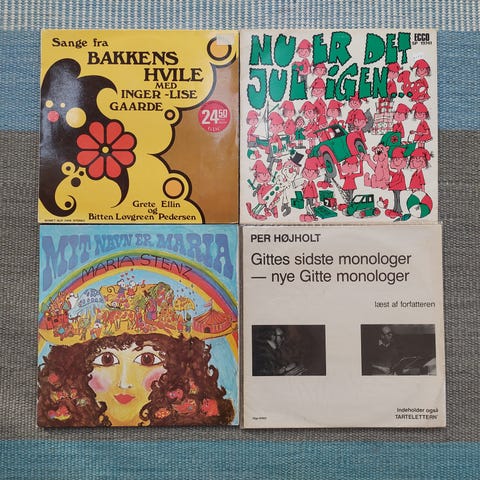 Sange fra
BAKKENS
HVILE
MED
INGER-LISE
GAARDE
24.50
Grete Ellin
og
Bitten Løvgreen Pedersen
NU ER DET
JUL IGEN...
ECCO
MIT NAVN ER MARIA
MARIA STENZ
PER HØJHOLT
Gittes sidste monologer
— nye Gitte monologer
læst af forfatteren
Indeholder også
TARTELETTERN'